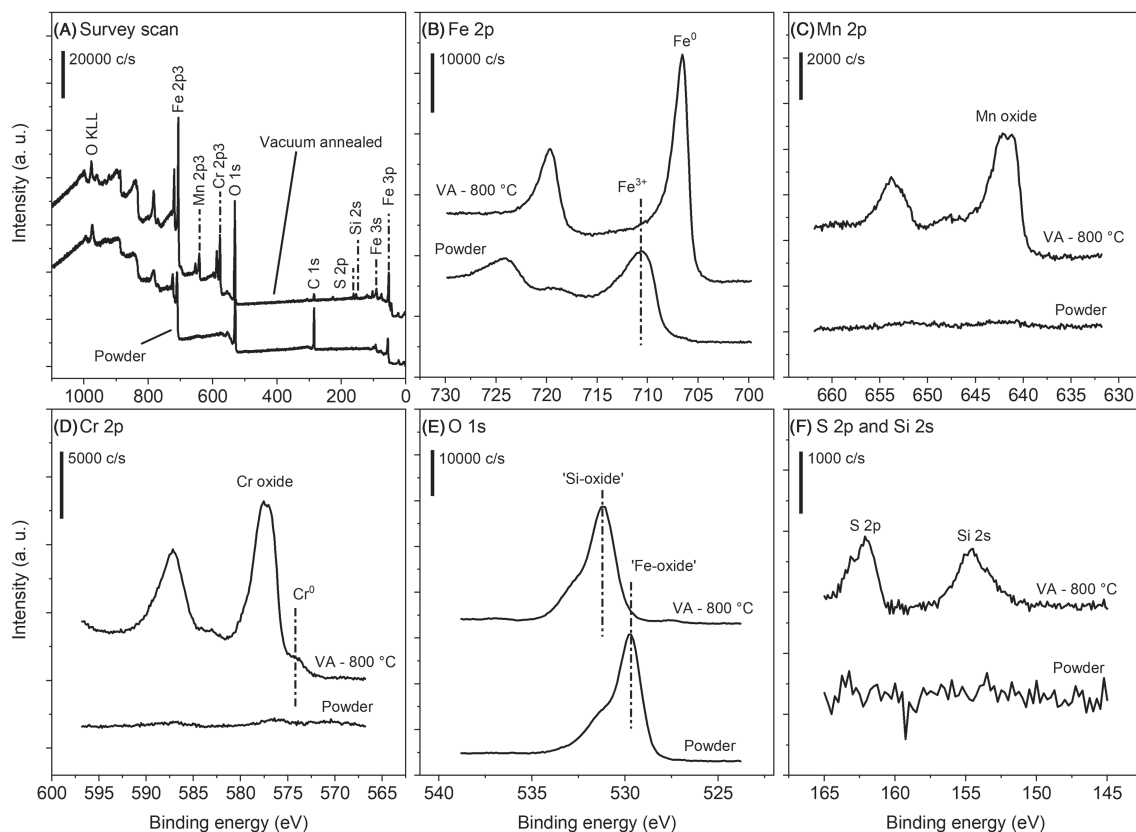 (A) Survey scan
20000 c/s
O KLL
Fe 2p3
Mn 2p3
Cr 2p3
O 1s
Vacuum annealed
C 1s
S 2p
Si 2s
Fe 3s
Fe 3p
Powder
Intensity (a. u.)
1000 800 600 400 200 0
(B) Fe 2p
10000 c/s
Fe⁰
Fe³⁺
VA - 800 °C
Powder
730 725 720 715 710 705 700
(C) Mn 2p
2000 c/s
Mn oxide
VA - 800 °C
Powder
660 655 650 645 640 635 630
(D) Cr 2p
5000 c/s
Cr oxide
Cr⁰
VA - 800 °C
Powder
Intensity (a. u.)
600 595 590 585 580 575 570 565
Binding energy (eV)
(E) O 1s
10000 c/s
'Si-oxide'
'Fe-oxide'
VA - 800 °C
Powder
540 535 530 525
Binding energy (eV)
(F) S 2p and Si 2s
1000 c/s
S 2p
Si 2s
VA - 800 °C
Powder
165 160 155 150 145
Binding energy (eV)